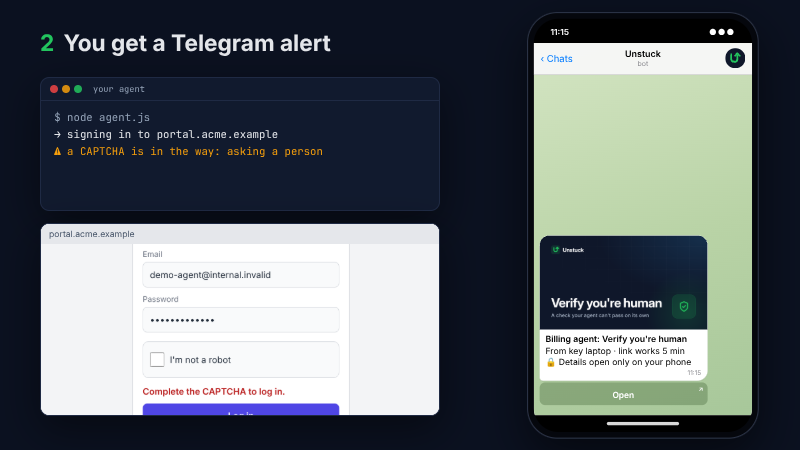 2 You get a Telegram alert
your agent
$ node agent.js
→ signing in to portal.acme.example
⚠ a CAPTCHA is in the way: asking a person
portal.acme.example
Email
demo-agent@internal.invalid
Password
•••••••••••••
I'm not a robot
Complete the CAPTCHA to log in.
Log in
11:15
‹ Chats
Unstuck
bot
Unstuck
Verify you're human
A check your agent can't pass on its own
Billing agent: Verify you're human
From key laptop · link works 5 min
🔒 Details open only on your phone
11:15
Open